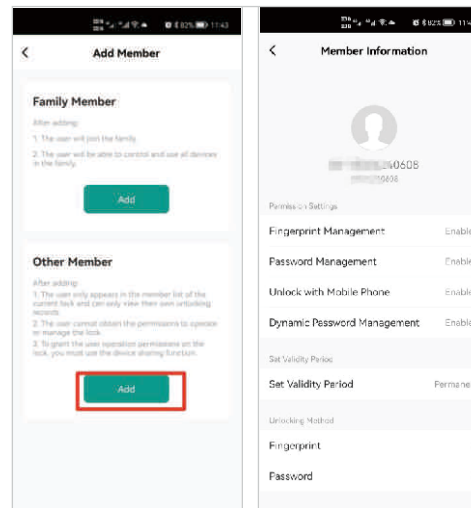 11:43
Add Member
Family Member
After adding:
1. The user will join the family.
2. The user will be able to control and use all devices
in the family.
Add
Other Member
After adding:
1. The user only appears in the member list of the
current lock and can only view their own unlocking
records.
2. The user cannot obtain the permissions to operate
or manage the lock.
3. To grant the user operation permissions on the
lock, you must use the device sharing function.
Add
Member Information
240608
Permission Settings
Fingerprint Management Enable
Password Management Enable
Unlock with Mobile Phone Enable
Dynamic Password Management Enable
Set Validity Period
Set Validity Period Permane
Unlocking Method
Fingerprint
Password